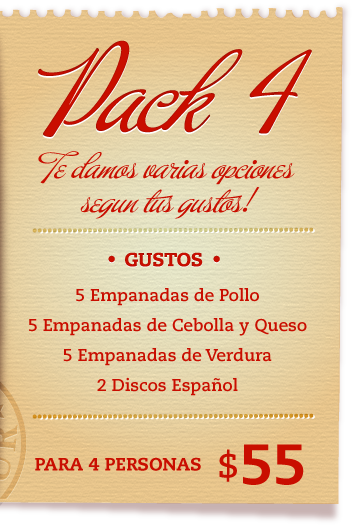 Pack 4
Te damos varias opciones
segun tus gustos!
• GUSTOS •
5 Empanadas de Pollo
5 Empanadas de Cebolla y Queso
5 Empanadas de Verdura
2 Discos Español
PARA 4 PERSONAS $55